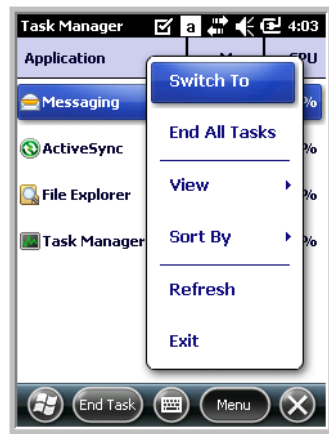 Task Manager a 4:03
Application M CPU
Switch To
Messaging %
End All Tasks
ActiveSync %
View
File Explorer %
Sort By
Task Manager %
Refresh
Exit
End Task Menu